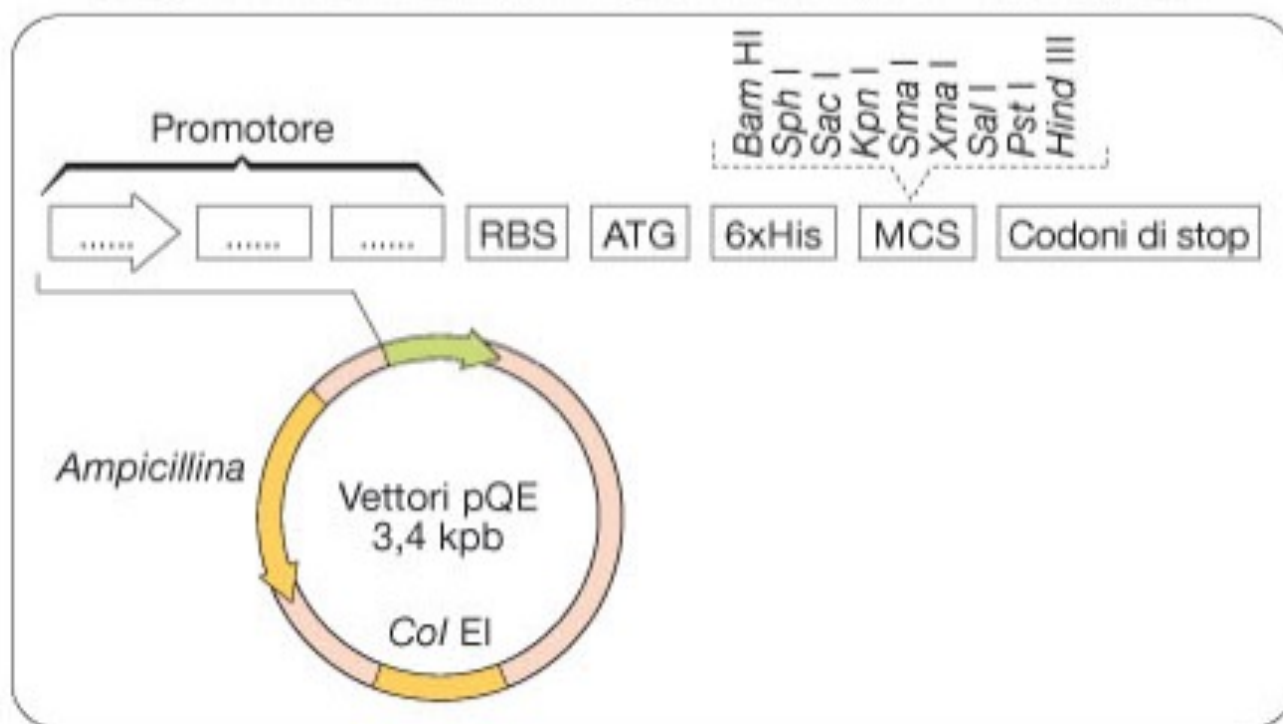 Bam HI
Sph I
Sac I
Kpn I
Sma I
Xma I
Sal I
Pst I
Hind III
Promotore
...... ...... ...... RBS ATG 6xHis MCS Codoni di stop
Ampicillina
Vettori pQE
3,4 kpb
Col EI